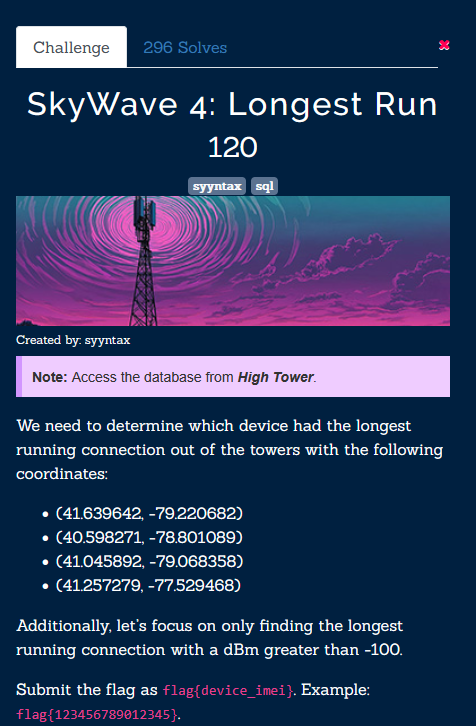 Challenge
296 Solves
SkyWave 4: Longest Run
120
syyntax sql
Created by: syyntax
Note: Access the database from High Tower.
We need to determine which device had the longest
running connection out of the towers with the following
coordinates:
• (41.639642, -79.220682)
• (40.598271, -78.801089)
• (41.045892, -79.068358)
• (41.257279, -77.529468)
Additionally, let's focus on only finding the longest
running connection with a dBm greater than -100.
Submit the flag as flag{device_imei}. Example:
flag{123456789012345}.